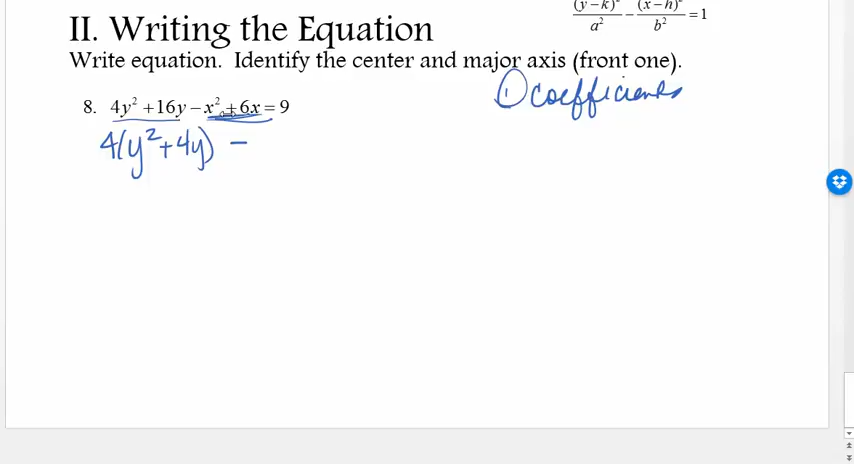 (y−k)² / a² − (x−h)² / b² = 1
II. Writing the Equation
Write equation. Identify the center and major axis (front one).
① coefficients
8. 4y² +16y − x² + 6x = 9
4(y² + 4y) −